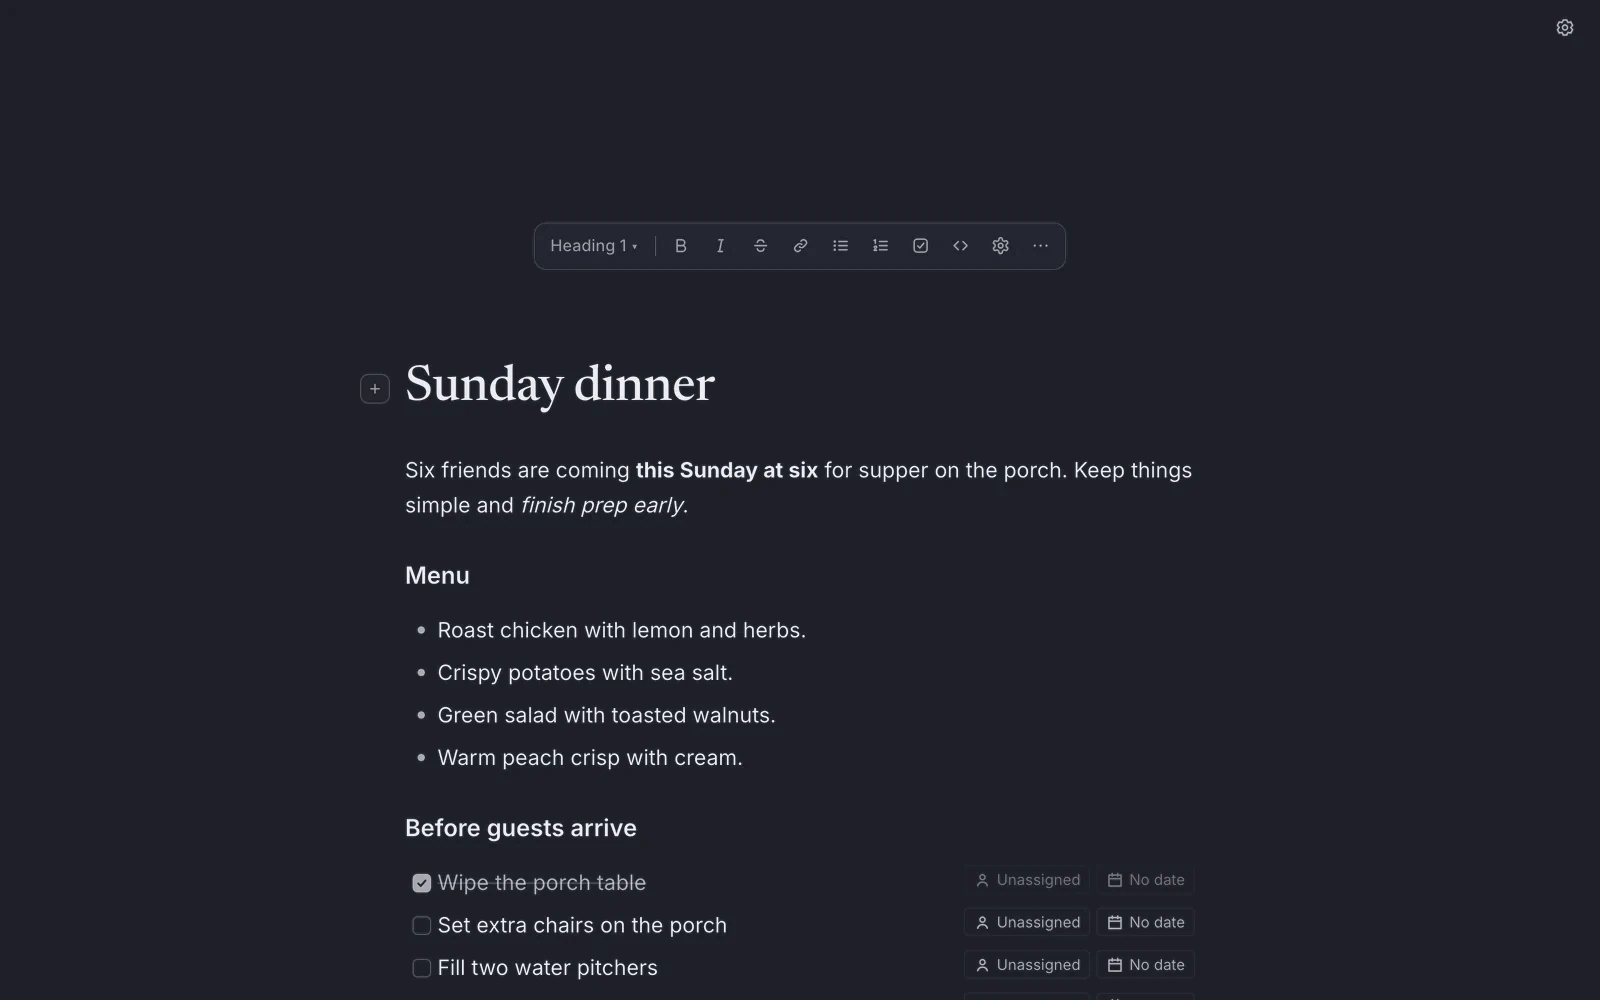 Heading 1
Sunday dinner
Six friends are coming this Sunday at six for supper on the porch. Keep things
simple and finish prep early.
Menu
Roast chicken with lemon and herbs.
Crispy potatoes with sea salt.
Green salad with toasted walnuts.
Warm peach crisp with cream.
Before guests arrive
Wipe the porch table Unassigned No date
Set extra chairs on the porch Unassigned No date
Fill two water pitchers Unassigned No date